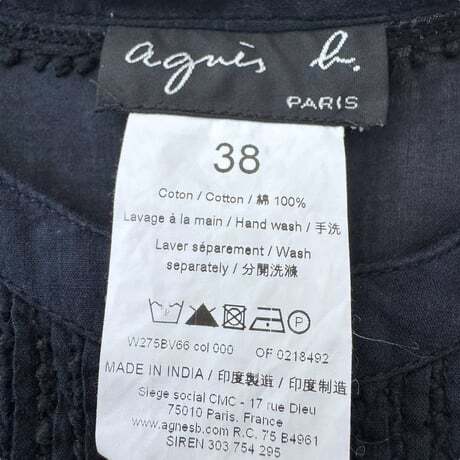 agnès b.
PARIS
38
Coton / Cotton / 綿 100%
Lavage à la main / Hand wash / 手洗
Laver séparement / Wash
separately / 分開洗滌
P
W275BV66 col 000 OF 0218492
MADE IN INDIA / 印度製造 / 印度制造
Siège social CMC - 17 rue Dieu
75010 Paris, France
www.agnesb.com R.C. 75 B4961
SIREN 303 754 295